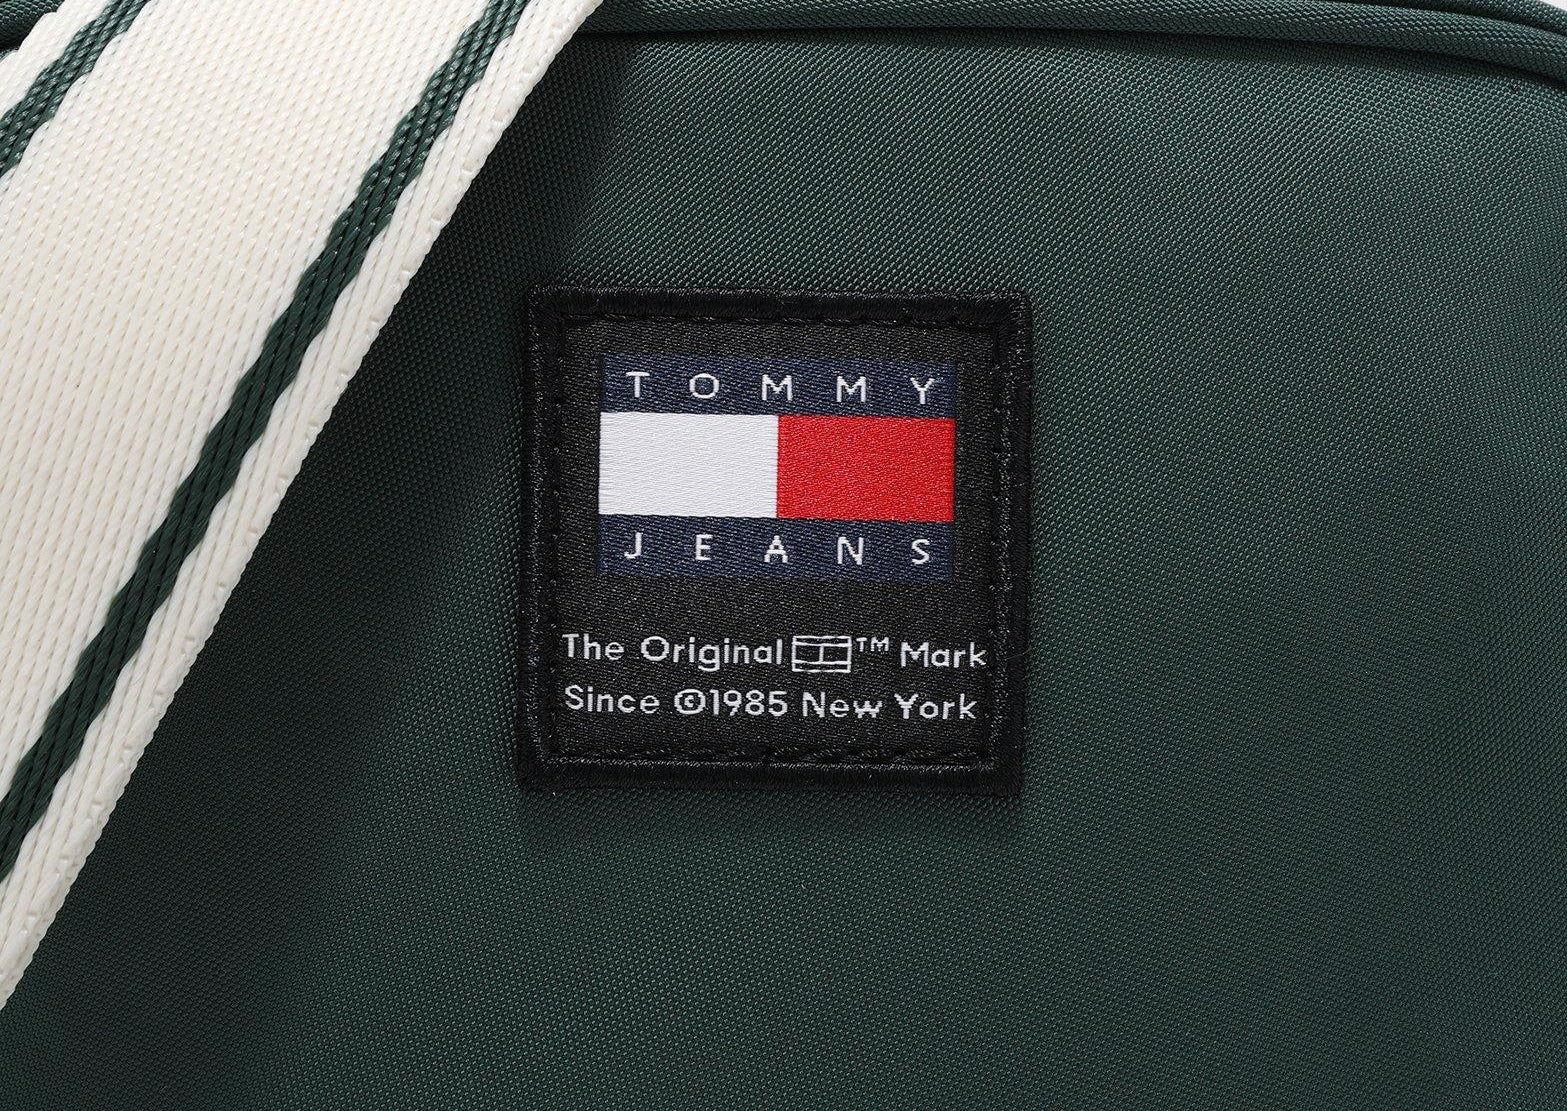 TOMMY
JEANS
The Original ™ Mark
Since ©1985 New York